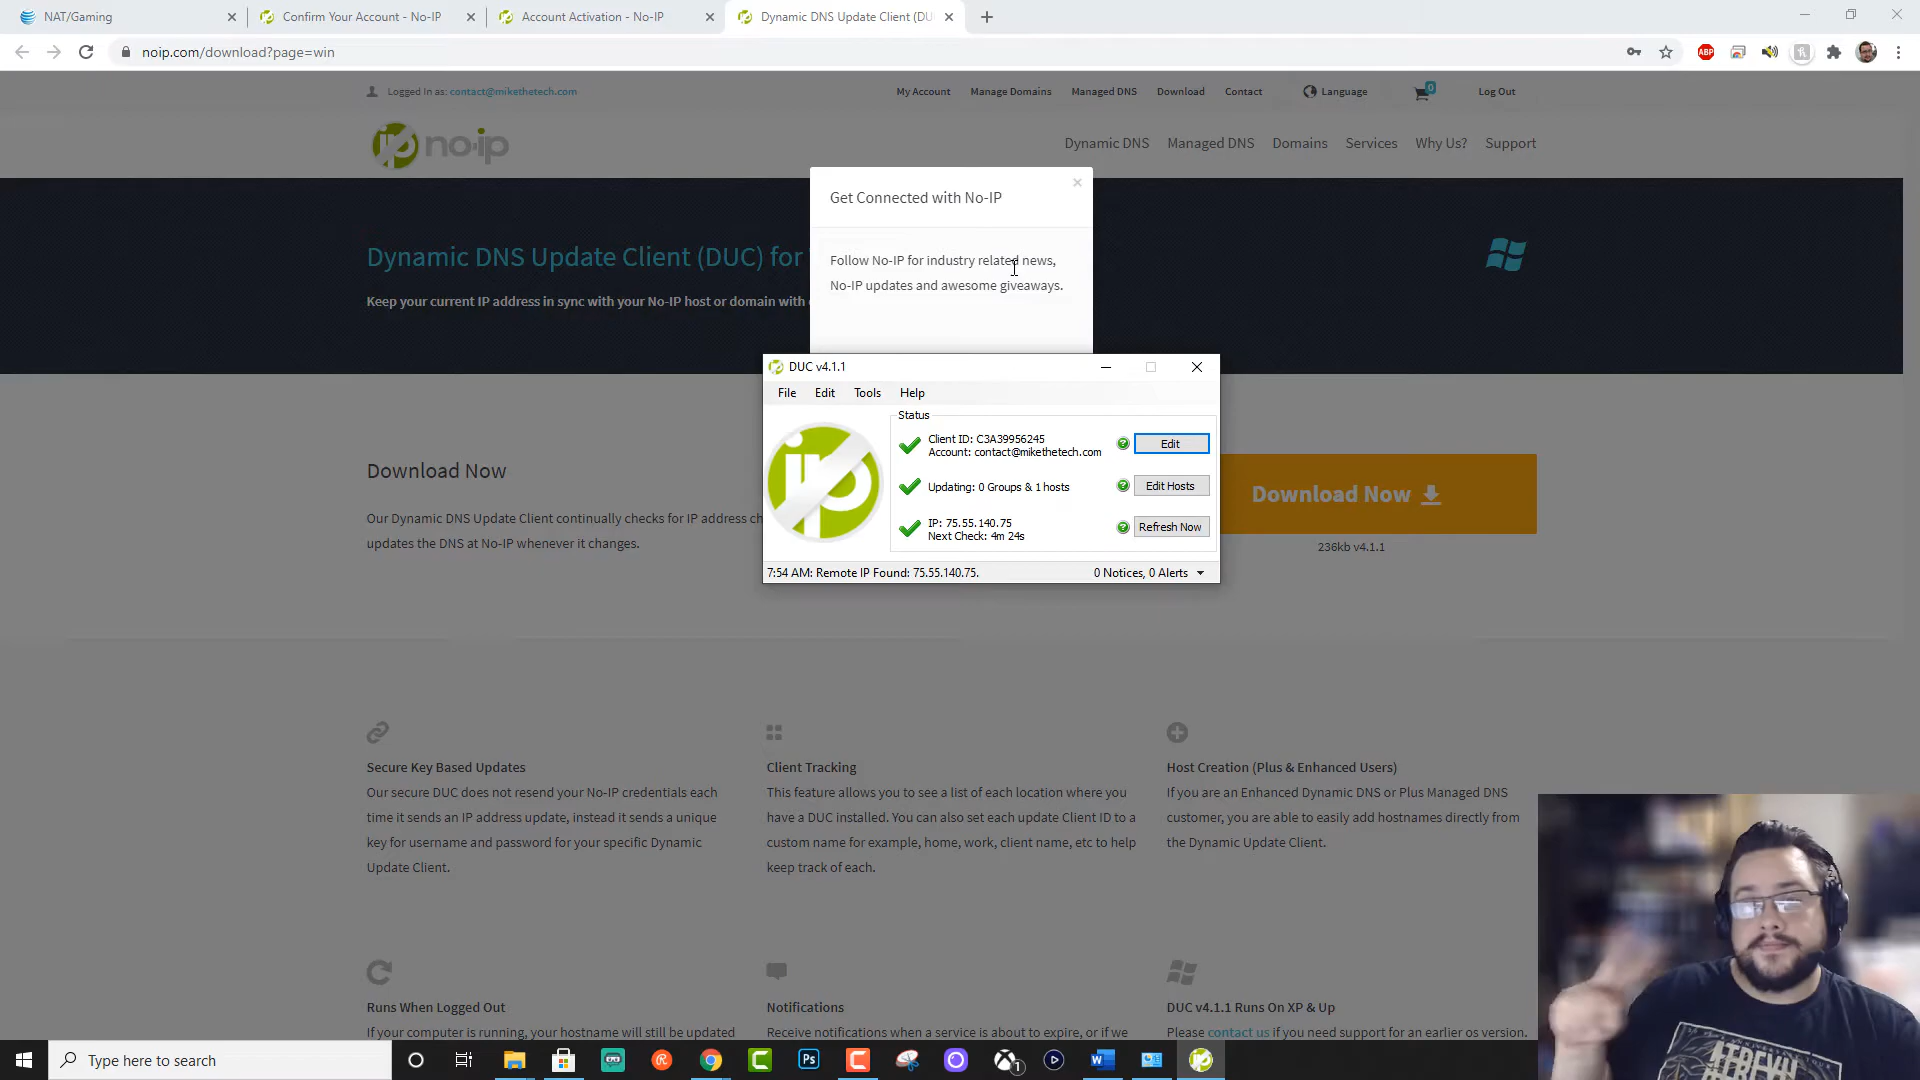 NAT/Gaming
Confirm Your Account - No-IP
Account Activation - No-IP
Dynamic DNS Update Client (DU
noip.com/download?page=win
ABP
Logged In as: contact@mikethetech.com
My Account
Manage Domains
Managed DNS
Download
Contact
Language
0
Log Out
ip no-ip
Dynamic DNS
Managed DNS
Domains
Services
Why Us?
Support
Get Connected with No-IP
Follow No-IP for industry related news,
No-IP updates and awesome giveaways.
Dynamic DNS Update Client (DUC) for
Keep your current IP address in sync with your No-IP host or domain with
DUC v4.1.1
File Edit Tools Help
ip
Status
Client ID: C3A39956245
Account: contact@mikethetech.com
Edit
Updating: 0 Groups & 1 hosts
Edit Hosts
IP: 75.55.140.75
Next Check: 4m 24s
Refresh Now
7:54 AM: Remote IP Found: 75.55.140.75.
0 Notices, 0 Alerts
Download Now
Our Dynamic DNS Update Client continually checks for IP address ch
updates the DNS at No-IP whenever it changes.
Download Now
236kb v4.1.1
Secure Key Based Updates
Our secure DUC does not resend your No-IP credentials each
time it sends an IP address update, instead it sends a unique
key for username and password for your specific Dynamic
Update Client.
Client Tracking
This feature allows you to see a list of each location where you
have a DUC installed. You can also set each update Client ID to a
custom name for example, home, work, client name, etc to help
keep track of each.
Host Creation (Plus & Enhanced Users)
If you are an Enhanced Dynamic DNS or Plus Managed DNS
customer, you are able to easily add hostnames directly from
the Dynamic Update Client.
Runs When Logged Out
If your computer is running, your hostname will still be updated
Notifications
Receive notifications when a service is about to expire, or if we
DUC v4.1.1 Runs On XP & Up
Please contact us if you need support for an earlier os version.
Type here to search
Ps
1